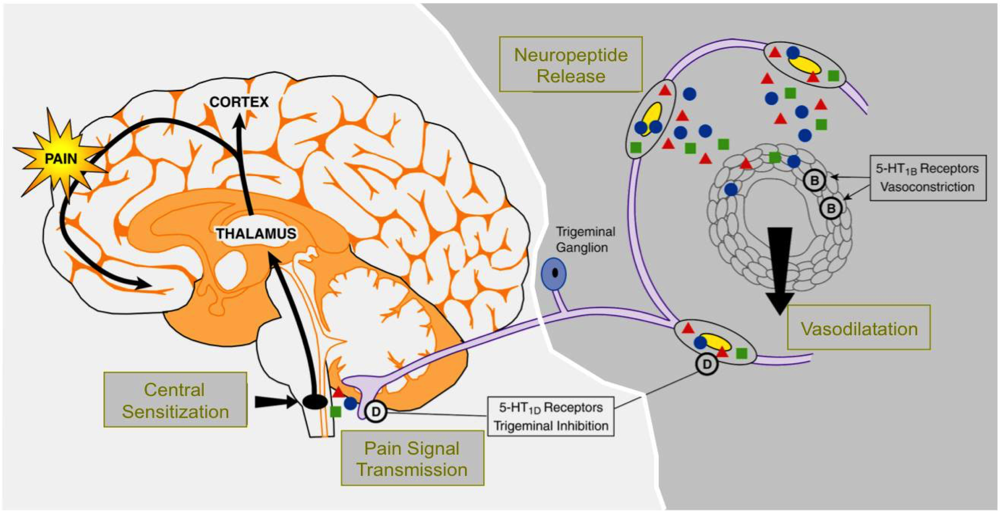 Neuropeptide
Release
CORTEX
PAIN
5-HT1B Receptors
Vasoconstriction
B
B
THALAMUS
Trigeminal
Ganglion
Vasodilatation
D
Central
Sensitization
D
5-HT1D Receptors
Trigeminal Inhibition
Pain Signal
Transmission